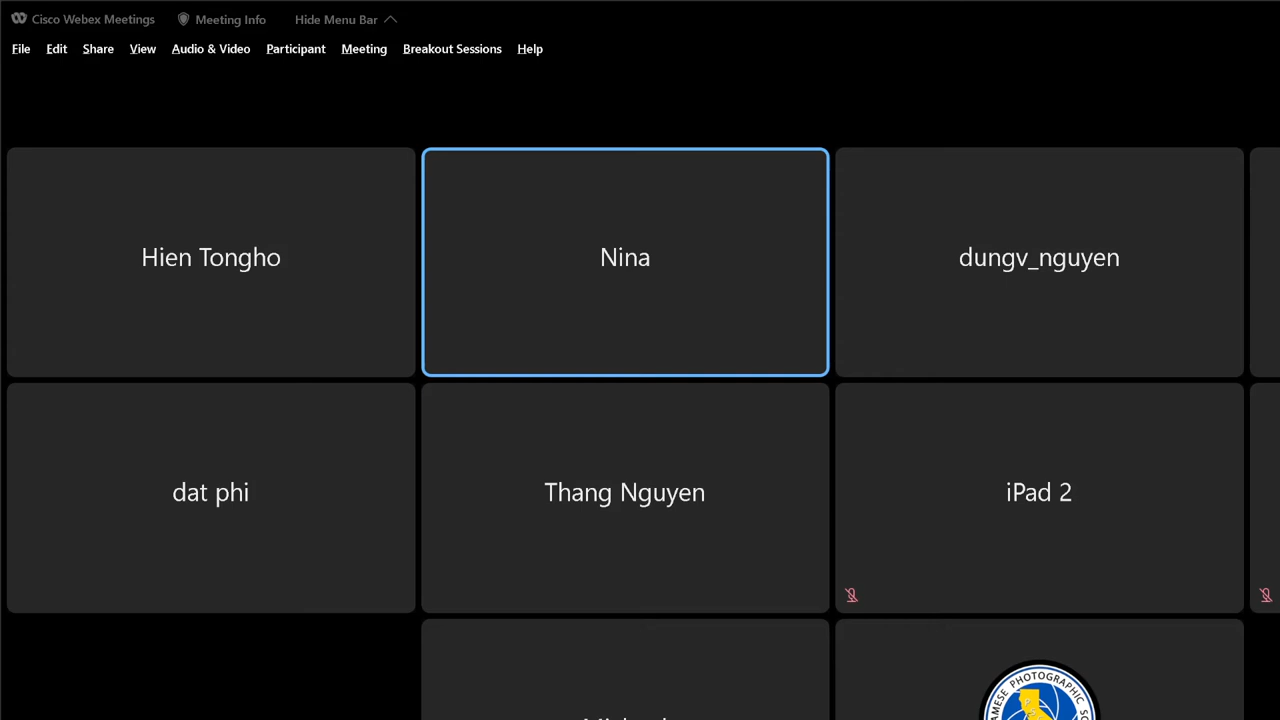 Cisco Webex Meetings Meeting Info Hide Menu Bar
File Edit Share View Audio & Video Participant Meeting Breakout Sessions Help
Hien Tongho
Nina
dungv_nguyen
dat phi
Thang Nguyen
iPad 2
PHOTOGRAPHIC